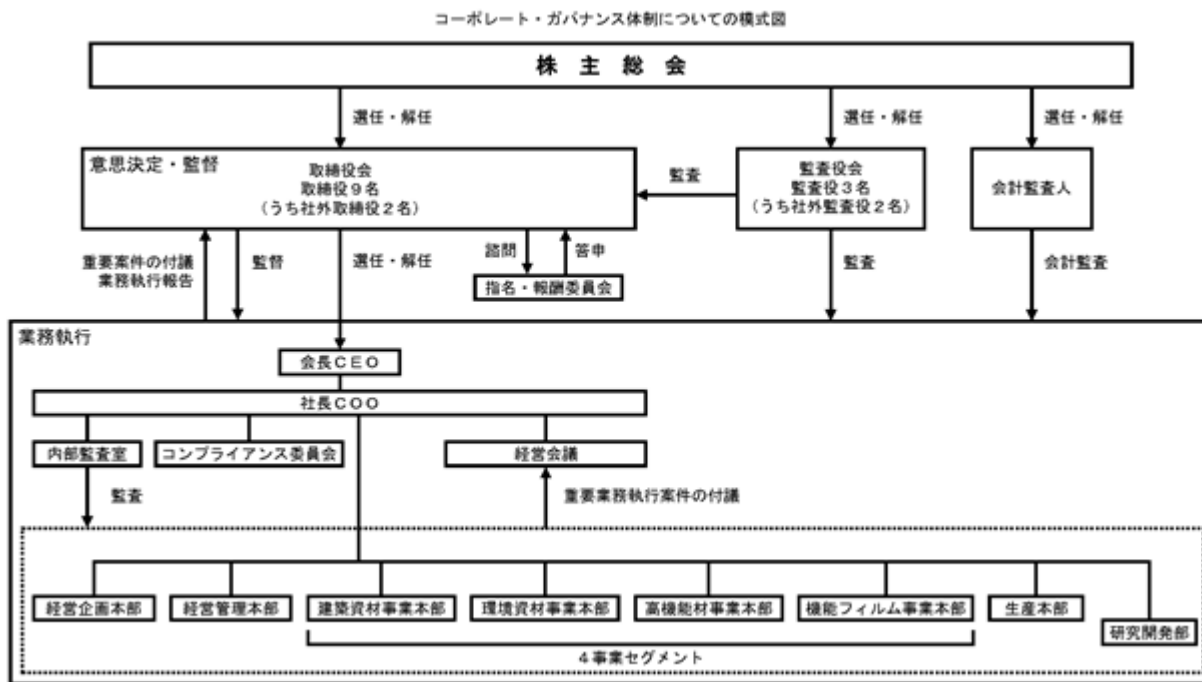 コーポレート・ガバナンス体制についての模式図
株主総会
選任・解任
選任・解任
選任・解任
意思決定・監督
取締役会
取締役9名
(うち社外取締役2名)
監査
監査役会
監査役3名
(うち社外監査役2名)
会計監査人
重要案件の付議
業務執行報告
監督
選任・解任
諮問
答申
指名・報酬委員会
監査
会計監査
業務執行
会長CEO
社長COO
内部監査室
コンプライアンス委員会
経営会議
監査
重要業務執行案件の付議
経営企画本部
経営管理本部
建築資材事業本部
環境資材事業本部
高機能材事業本部
機能フィルム事業本部
生産本部
研究開発部
4事業セグメント